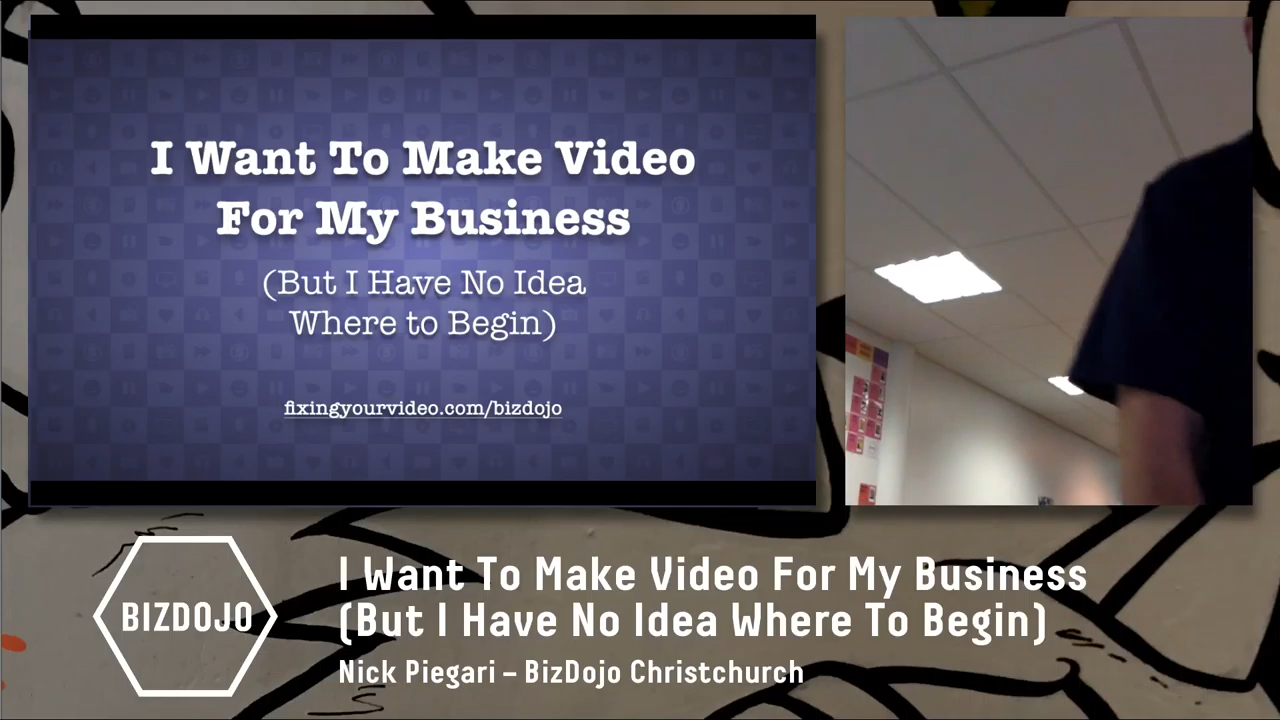 I Want To Make Video
For My Business
(But I Have No Idea
Where to Begin)
fixingyourvideo.com/bizdojo
BIZDOJO
I Want To Make Video For My Business
(But I Have No Idea Where To Begin)
Nick Piegari – BizDojo Christchurch